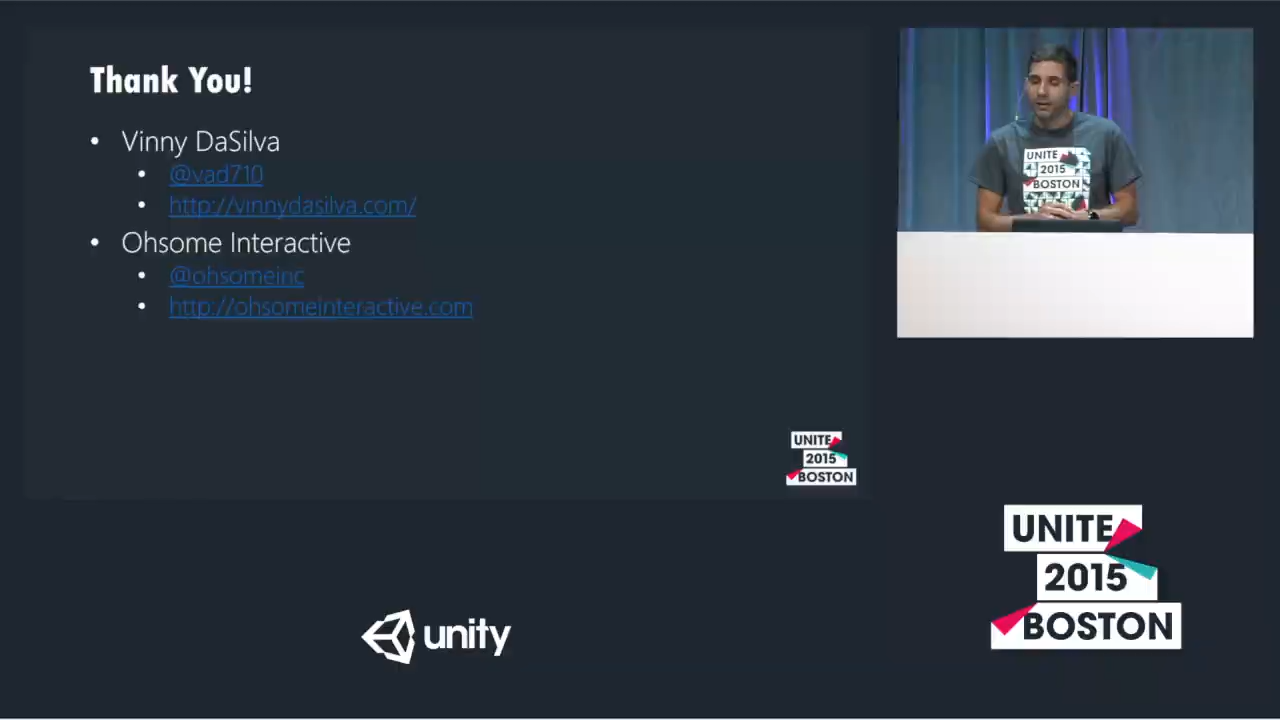 Thank You!
Vinny DaSilva
@vad710
http://vinnydasilva.com/
Ohsome Interactive
@ohsomeinc
http://ohsomeinteractive.com
UNITE
2015
BOSTON
UNITE
2015
BOSTON
UNITE
2015
BOSTON
unity